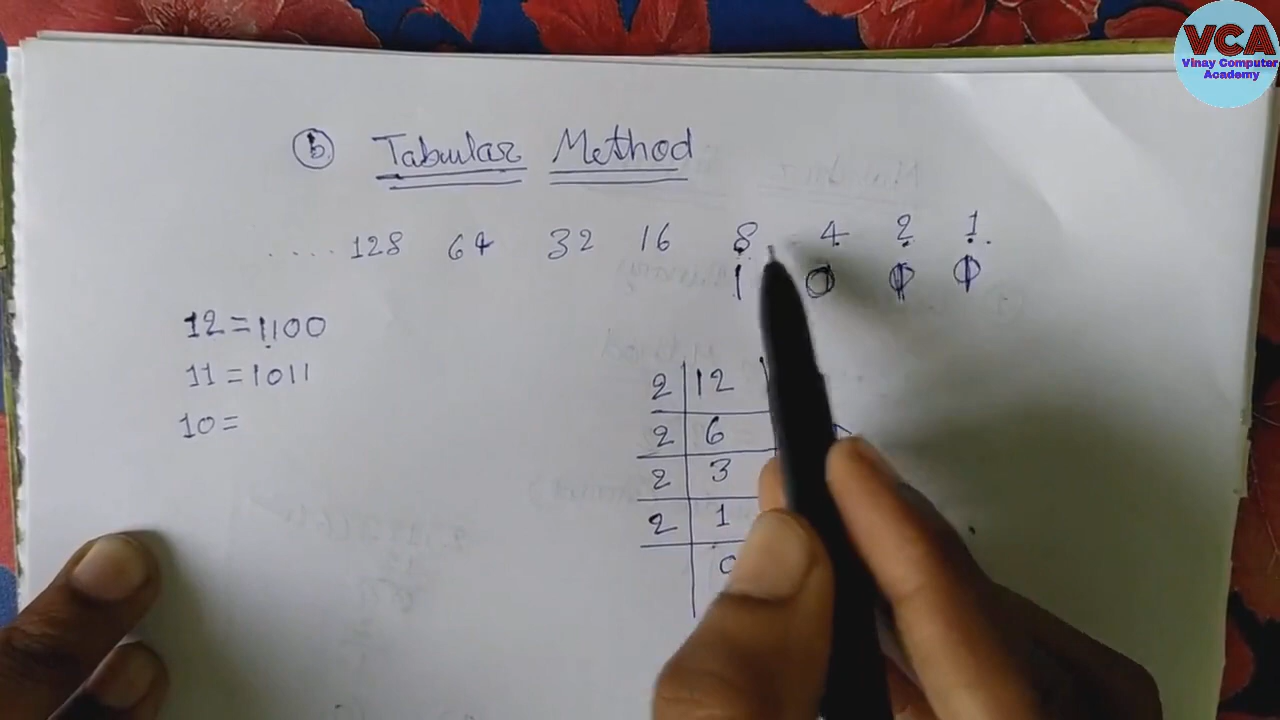 VCA
Vinay Computer
Academy
b Tabular Method
..... 128 64 32 16 8 4 2 1
1 0
12 = 1100
11 = 1011
10 =
2 12
2 6
2 3
2 1
0